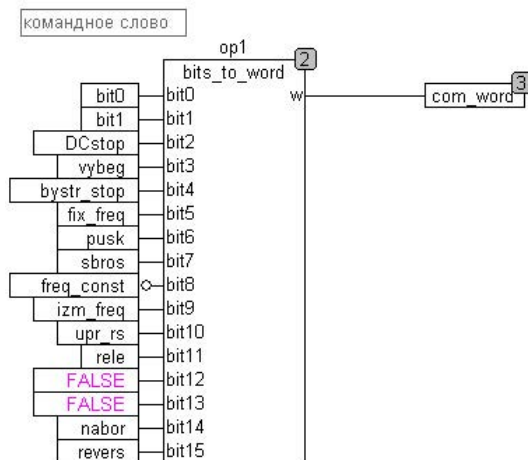 командное слово
op1
2
bits_to_word
3
bit0 bit0 w com_word
bit1 bit1
DCstop bit2
vybeg bit3
bystr_stop bit4
fix_freq bit5
pusk bit6
sbros bit7
freq_const bit8
izm_freq bit9
upr_rs bit10
rele bit11
FALSE bit12
FALSE bit13
nabor bit14
revers bit15